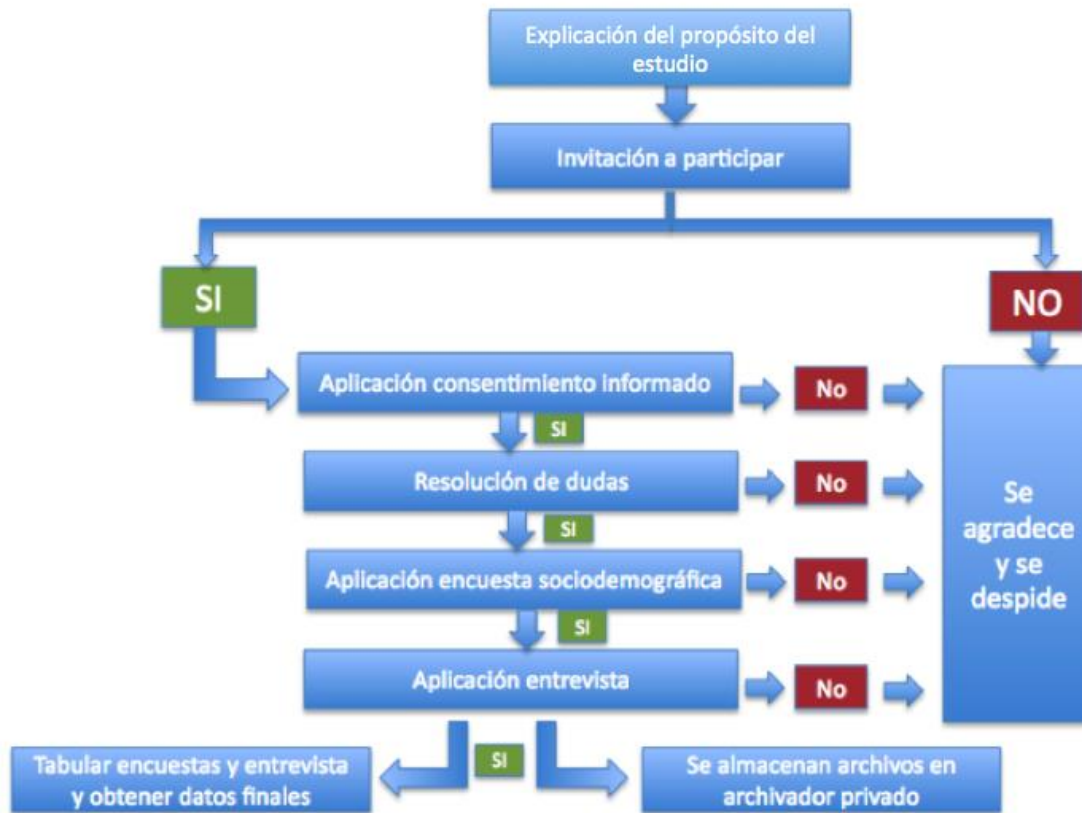 Explicación del propósito del
estudio
Invitación a participar
SI
NO
Aplicación consentimiento informado
No
SI
Resolución de dudas
No
Se
agradece
y se
despide
SI
Aplicación encuesta sociodemográfica
No
SI
Aplicación entrevista
No
SI
Tabular encuestas y entrevista
y obtener datos finales
Se almacenan archivos en
archivador privado